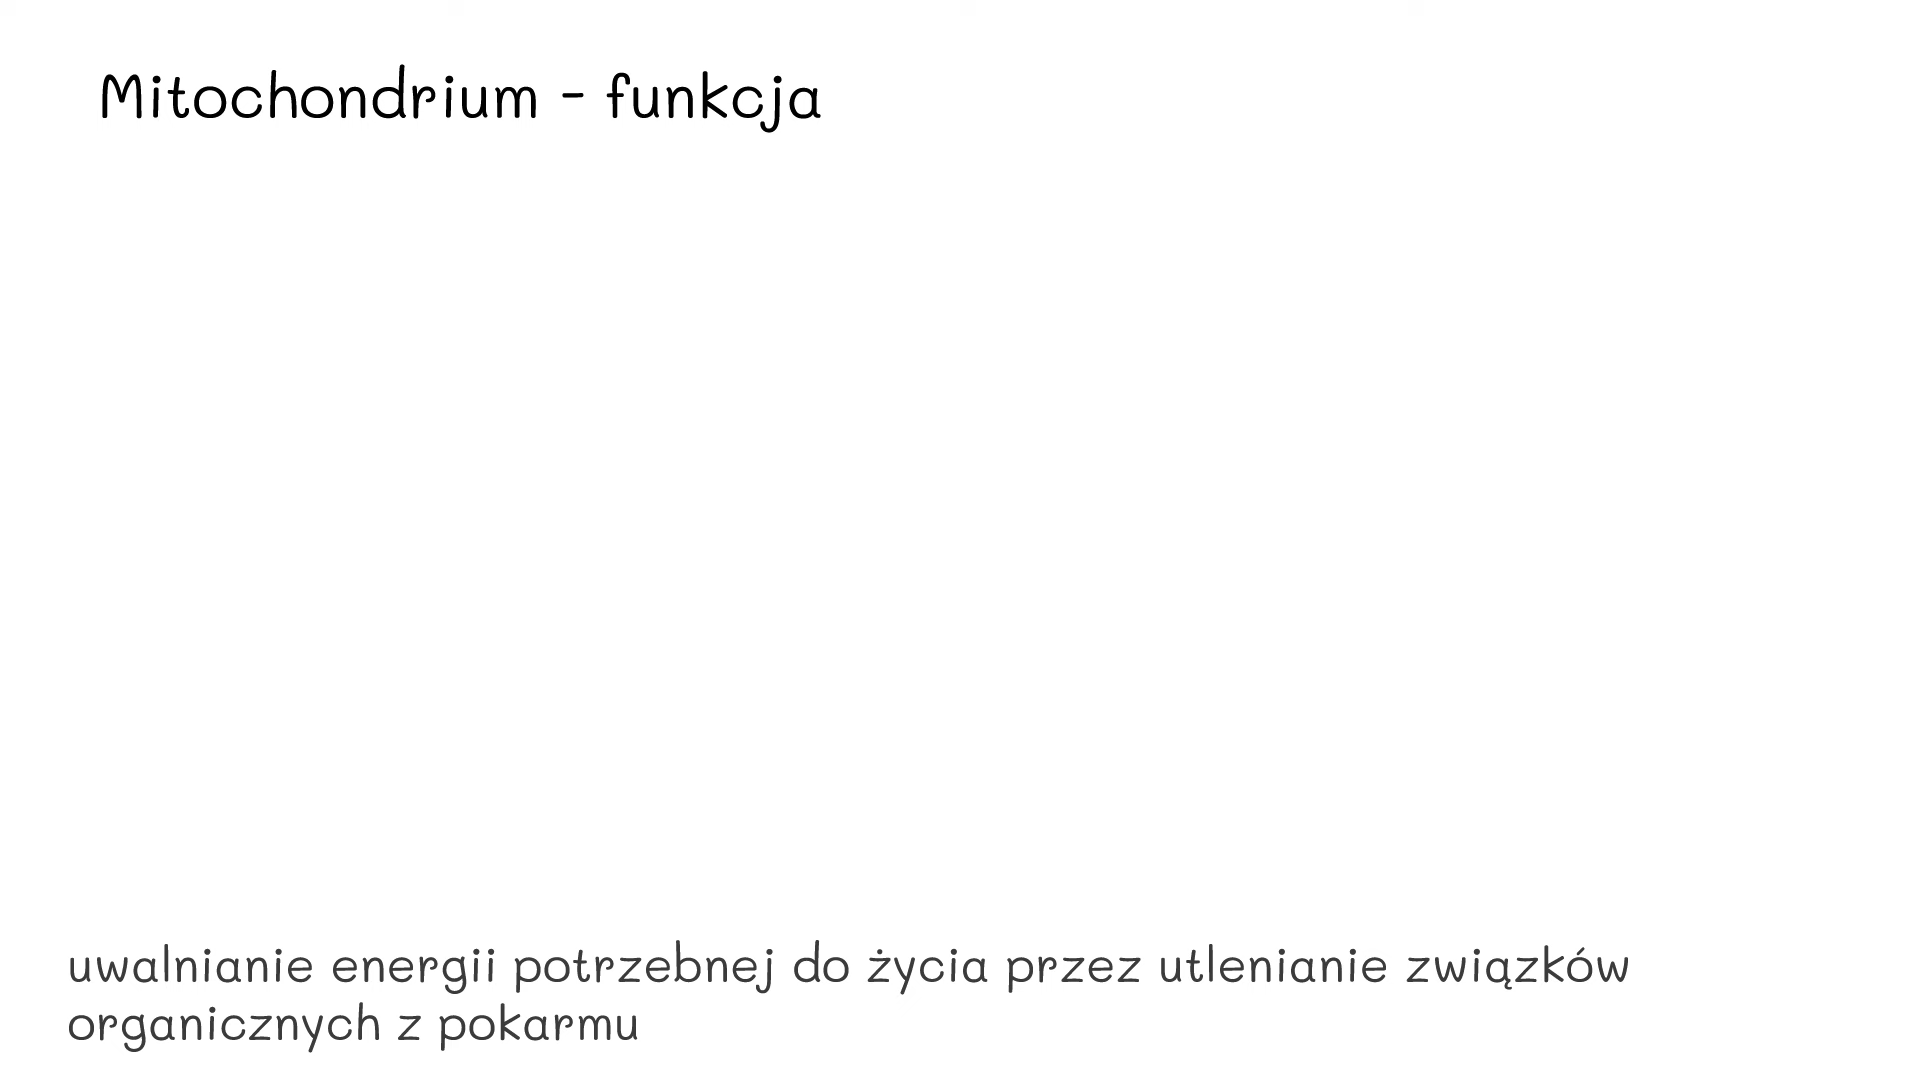 Mitochondrium - funkcja
uwalnianie energii potrzebnej do życia przez utlenianie związków
organicznych z pokarmu